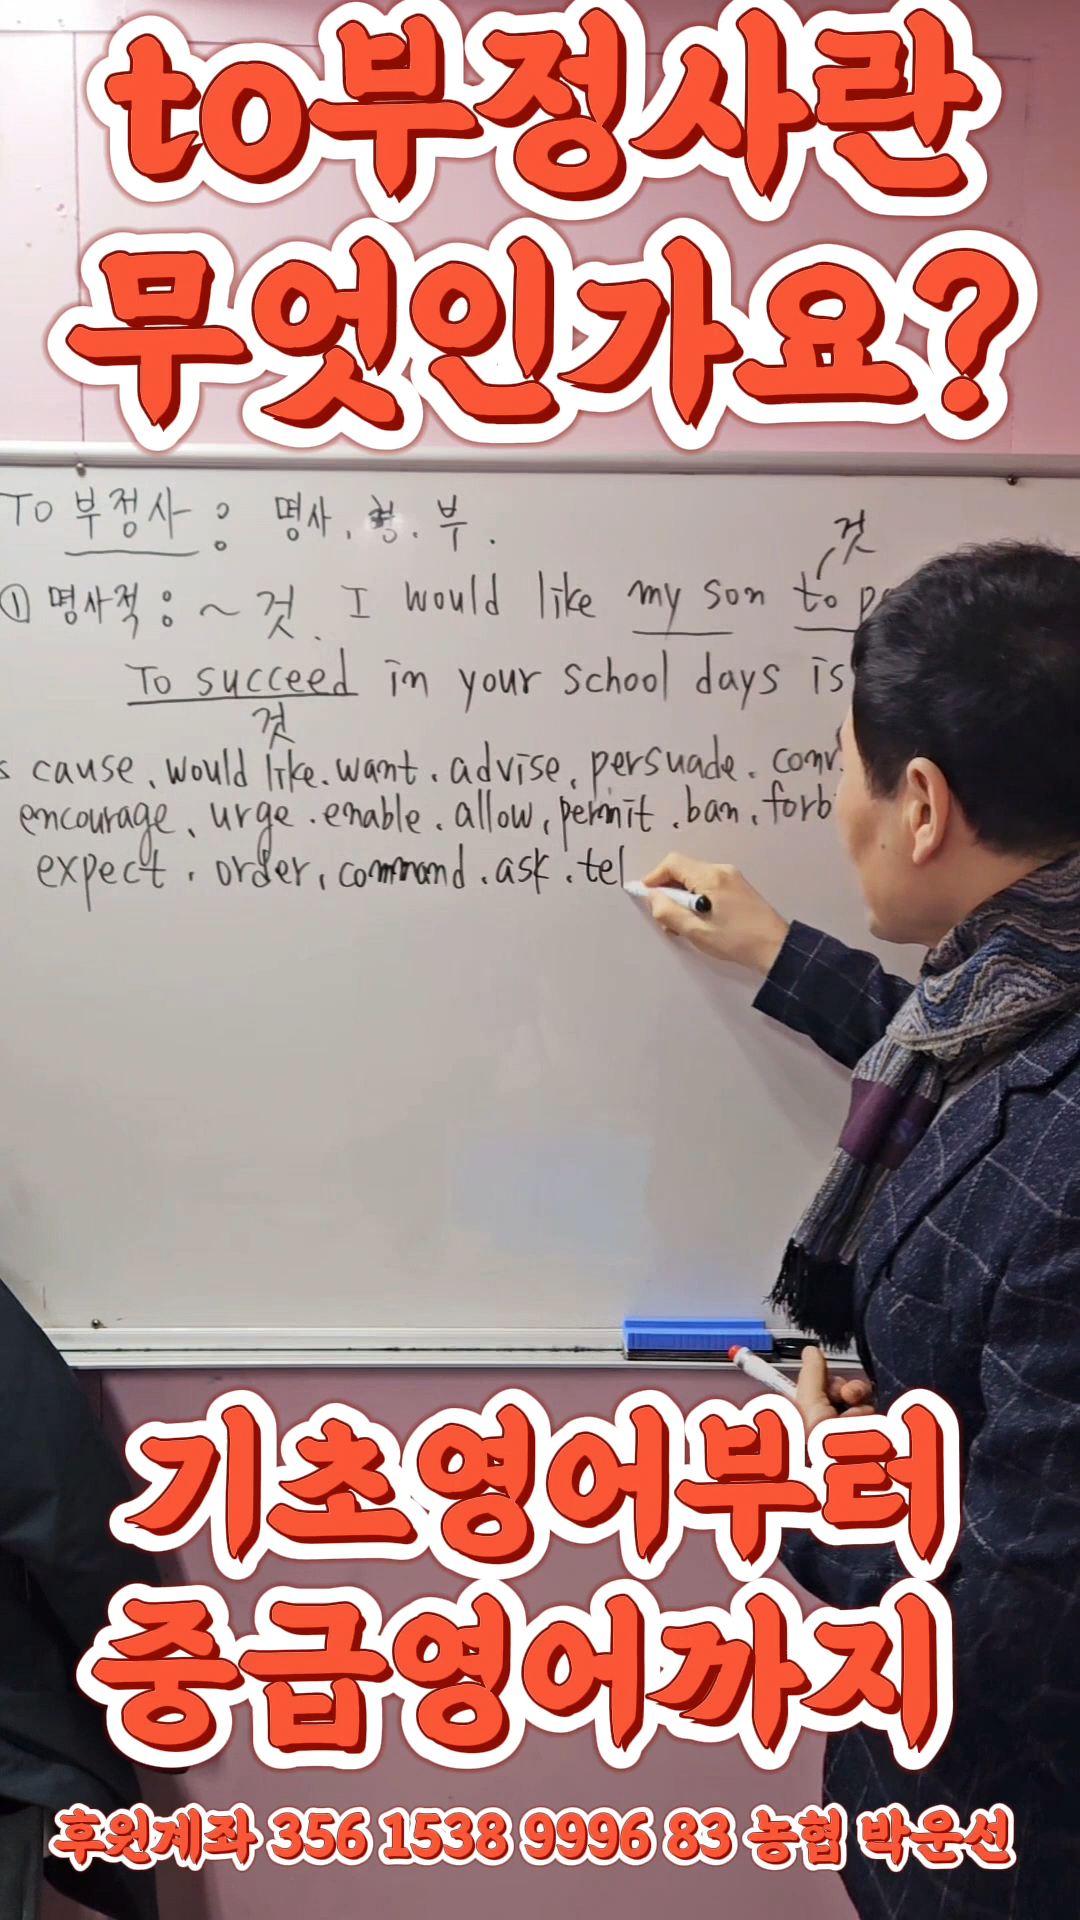 to부정사란
무엇인가요?
To 부정사 : 명사, 형. 부.
것
① 명사적 : ~ 것. I would like my son to
To succeed in your school days is
것
cause, would like. want. advise, persuade.
encourage, urge. enable. allow, permit. ban.
expect. order, command. ask. tel
기초영어부터
중급영어까지
후원계좌 356 1538 9996 83 농협 박운선